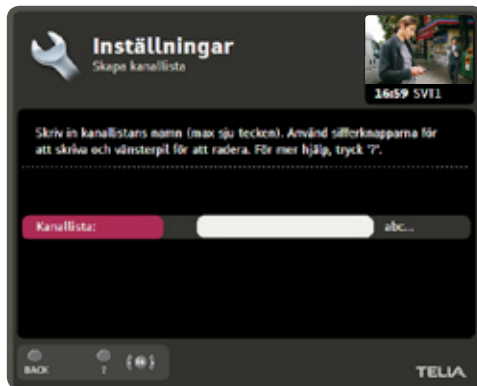 Inställningar
Skapa kanallista
16:59 SVT1
Skriv in kanallistans namn (max sju tecken). Använd sifferknapparna för
att skriva och vänsterpil för att radera. För mer hjälp, tryck '?'.
Kanallista:
abc...
BACK
?
TELIA